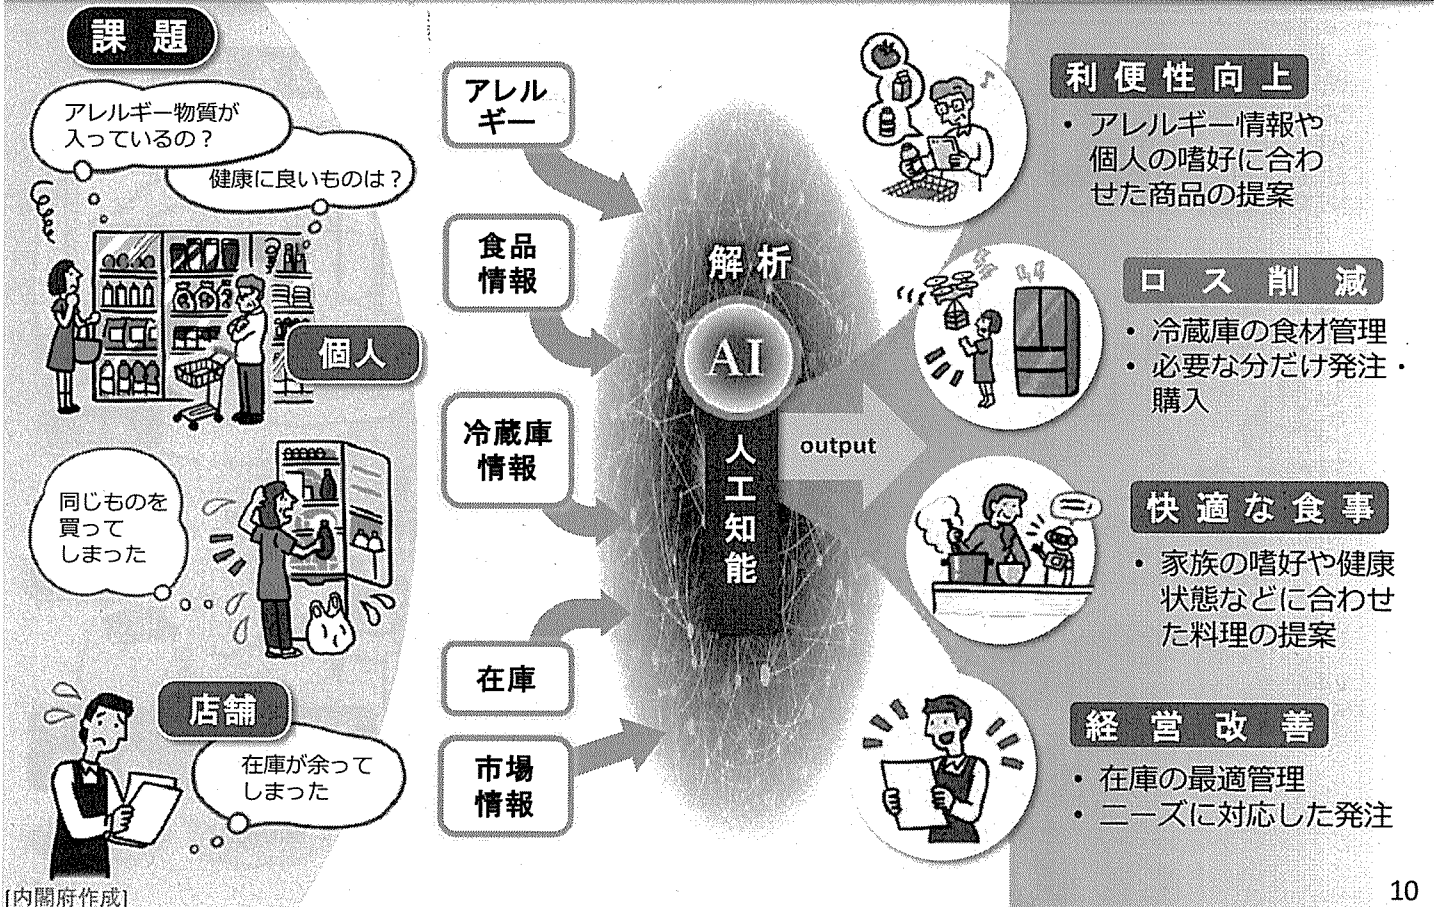 課題
アレルギー物質が
入っているの？
健康に良いものは？
個人
同じものを
買って
しまった
店舗
在庫が余って
しまった
[内閣府作成]
アレル
ギー
食品
情報
冷蔵庫
情報
在庫
市場
情報
解析
AI
人工知能
output
利便性向上
・アレルギー情報や
個人の嗜好に合わ
せた商品の提案
ロス削減
・冷蔵庫の食材管理
・必要な分だけ発注・
購入
快適な食事
・家族の嗜好や健康
状態などに合わせ
た料理の提案
経営改善
・在庫の最適管理
・ニーズに対応した発注
10